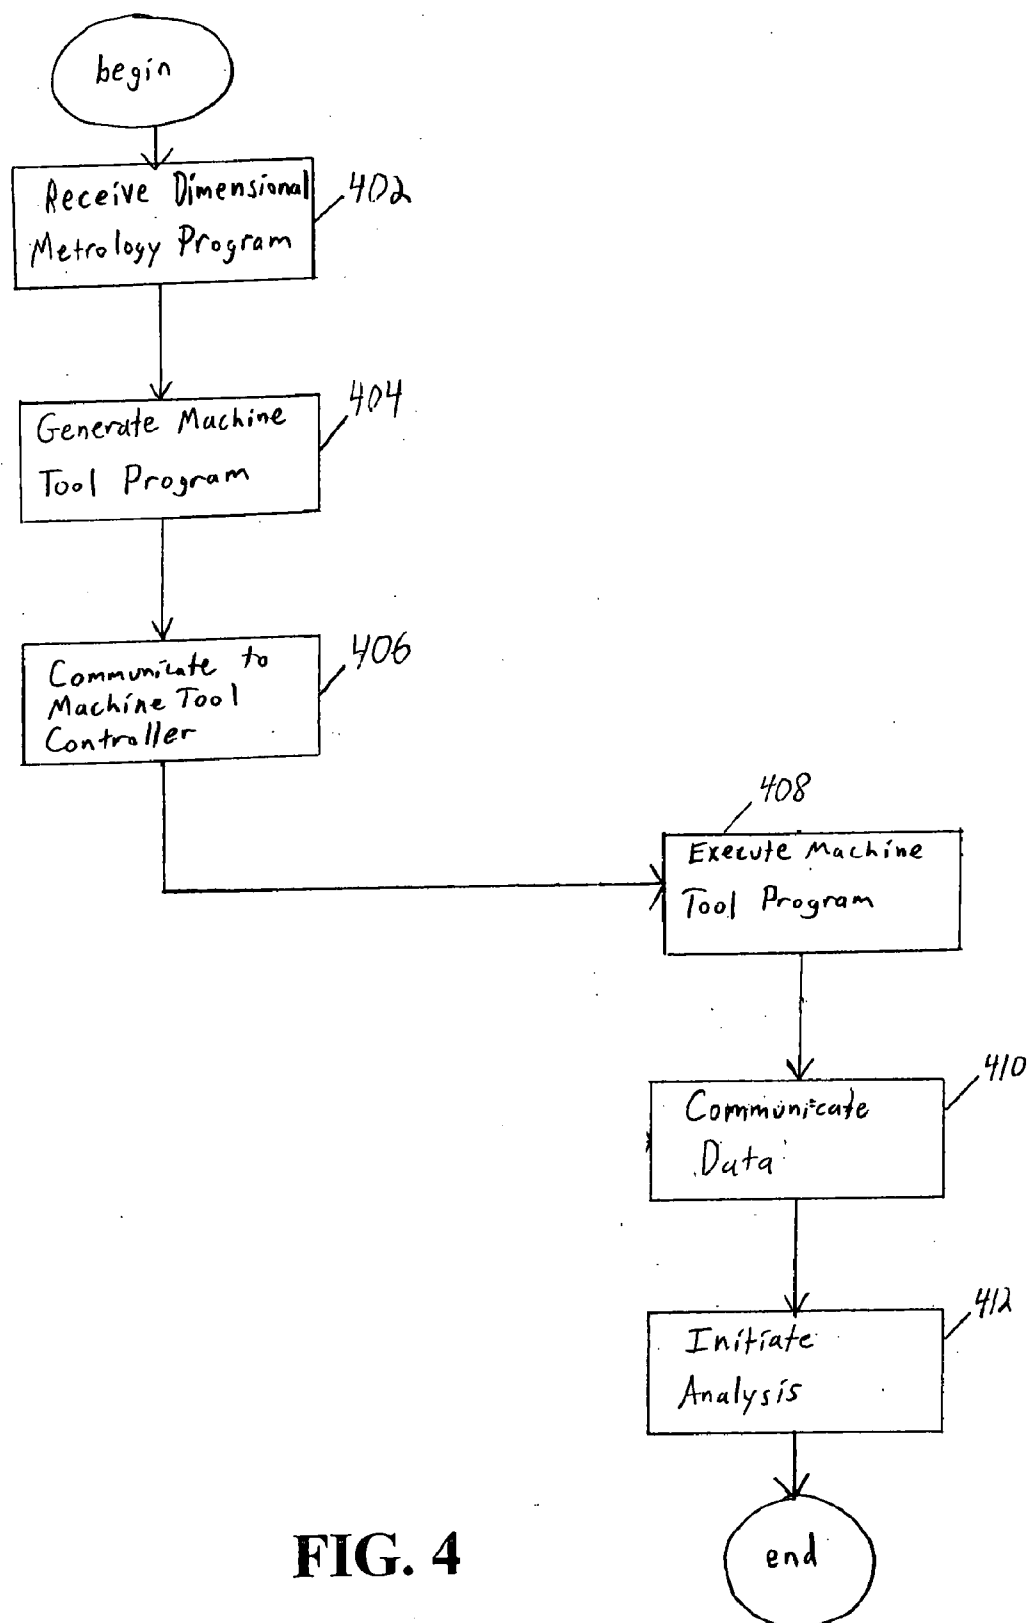 begin
Receive Dimensional
Metrology Program
402
Generate Machine
Tool Program
404
Communicate to
Machine Tool
Controller
406
408
Execute Machine
Tool Program
410
Communicate
Data
412
Initiate
Analysis
end
FIG. 4